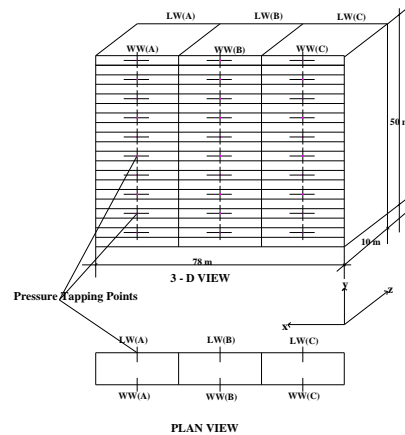 LW(A) LW(B) LW(C)
WW(A) WW(B) WW(C)
50 m
10 m
78 m
3 - D VIEW
Pressure Tapping Points
y
z
x
LW(A) LW(B) LW(C)
WW(A) WW(B) WW(C)
PLAN VIEW